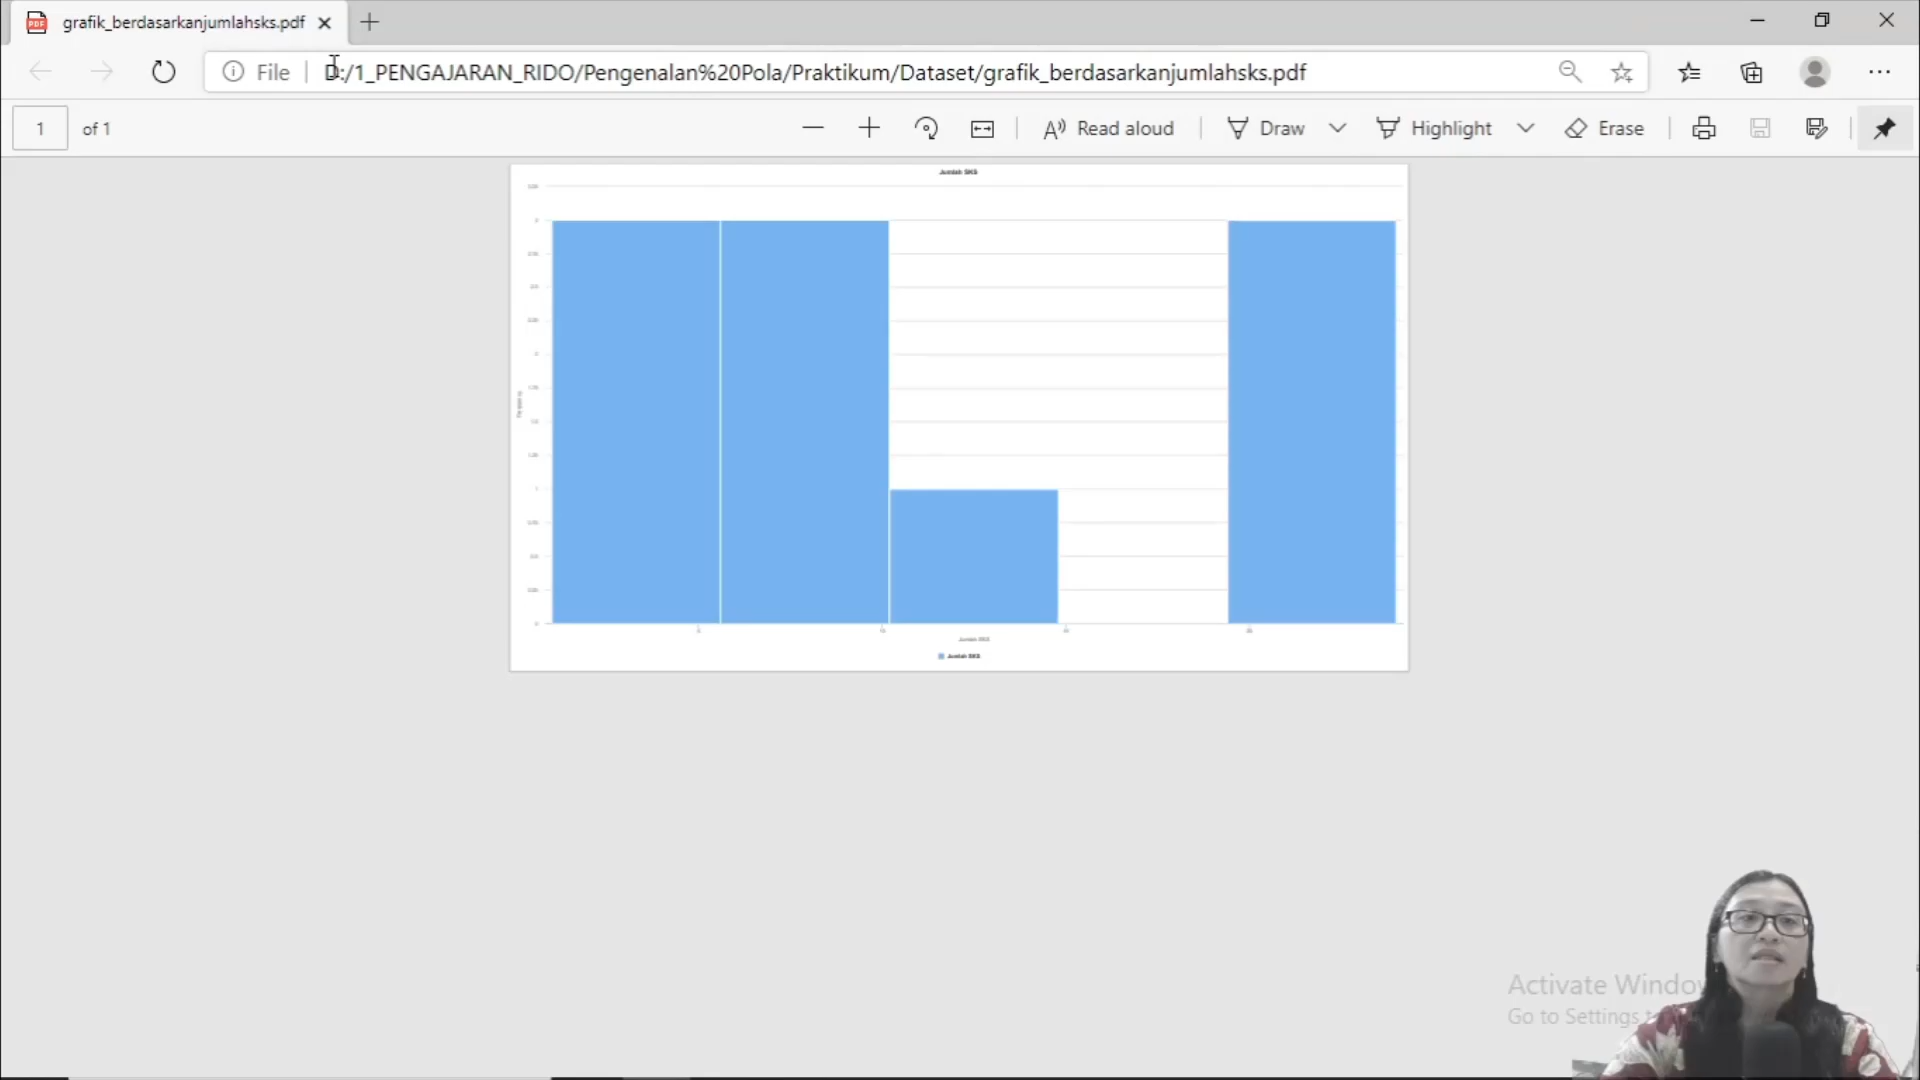 grafik_berdasarkanjumlahsks.pdf
File D:/1_PENGAJARAN_RIDO/Pengenalan%20Pola/Praktikum/Dataset/grafik_berdasarkanjumlahsks.pdf
1 of 1 Read aloud Draw Highlight Erase
Jumlah SKS
Jumlah SKS
Jumlah SKS
Activate Windo
Go to Settings t